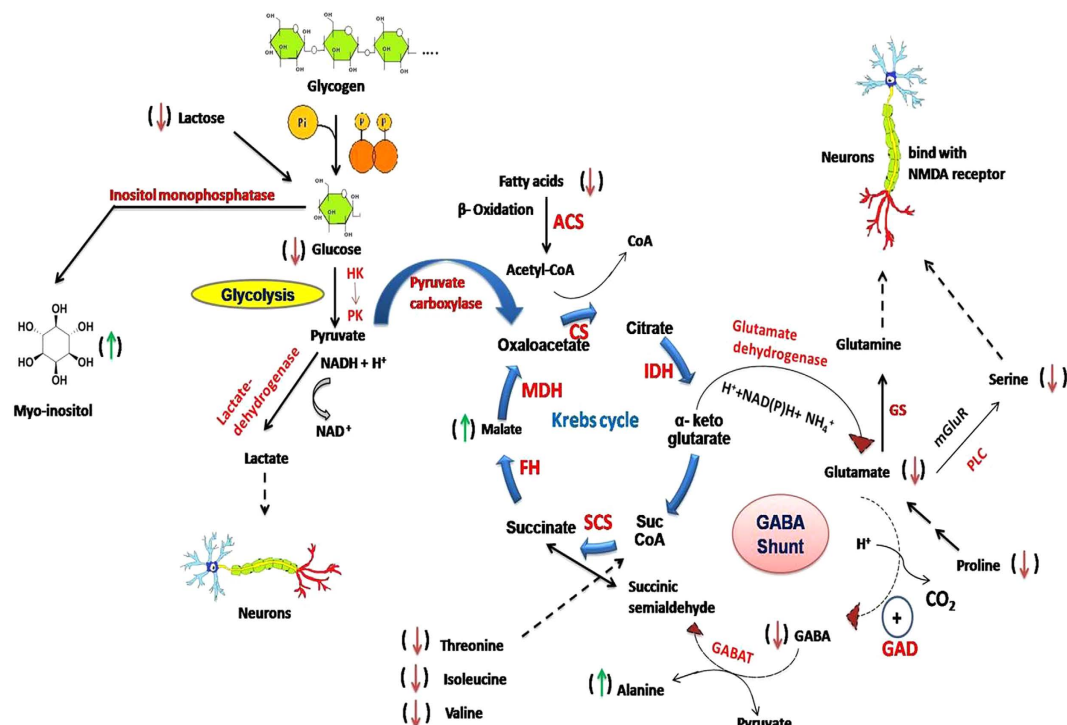 Glycogen
Pi
P P
( ) Lactose
Inositol monophosphatase
( ) Glucose
HK
PK
Glycolysis
Pyruvate
NADH + H⁺
NAD⁺
Lactate-
dehydrogenase
Lactate
Neurons
OH
OH
OH
HO
HO
OH
( )
Myo-inositol
Fatty acids ( )
β- Oxidation
ACS
CoA
Acetyl-CoA
Pyruvate
carboxylase
CS
Oxaloacetate
Citrate
IDH
MDH
( ) Malate
Krebs cycle
α- keto
glutarate
FH
Succinate
SCS
Suc
CoA
Succinic
semialdehyde
( ) Threonine
( ) Isoleucine
( ) Valine
Glutamate
dehydrogenase
H⁺+NAD(P)H+ NH₄⁺
Neurons
bind with
NMDA receptor
Glutamine
GS
Serine ( )
mGluR
PLC
Glutamate ( )
Proline ( )
GABA
Shunt
H⁺
CO₂
+
GAD
( ) GABA
GABAT
( ) Alanine
Pyruvate